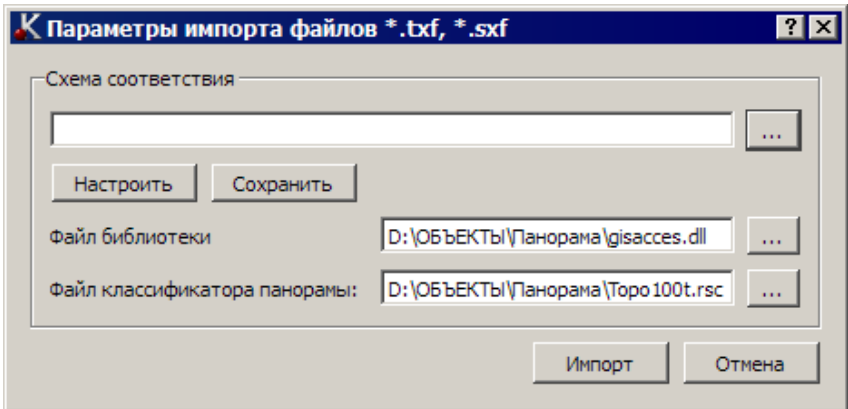 Параметры импорта файлов *.txf, *.sxf
Схема соответствия
...
Настроить Сохранить
Файл библиотеки D:\ОБЪЕКТЫ\Панорама\gisacces.dll ...
Файл классификатора панорамы: D:\ОБЪЕКТЫ\Панорама\Topo100t.rsc ...
Импорт Отмена